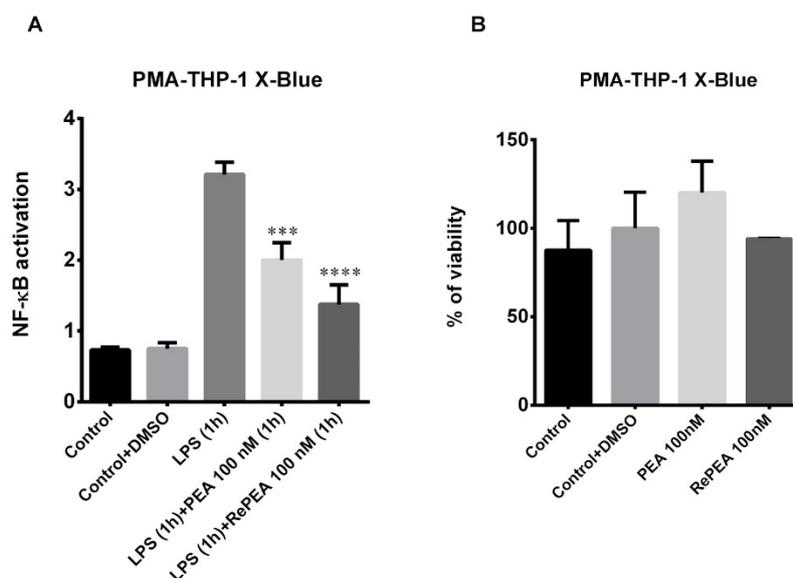 A
PMA-THP-1 X-Blue
NF-κB activation
4
3
2
1
0
***
****
Control
Control+DMSO
LPS (1h)
LPS (1h)+PEA 100 nM (1h)
LPS (1h)+RePEA 100 nM (1h)
B
PMA-THP-1 X-Blue
% of viability
150
100
50
0
Control
Control+DMSO
PEA 100nM
RePEA 100nM